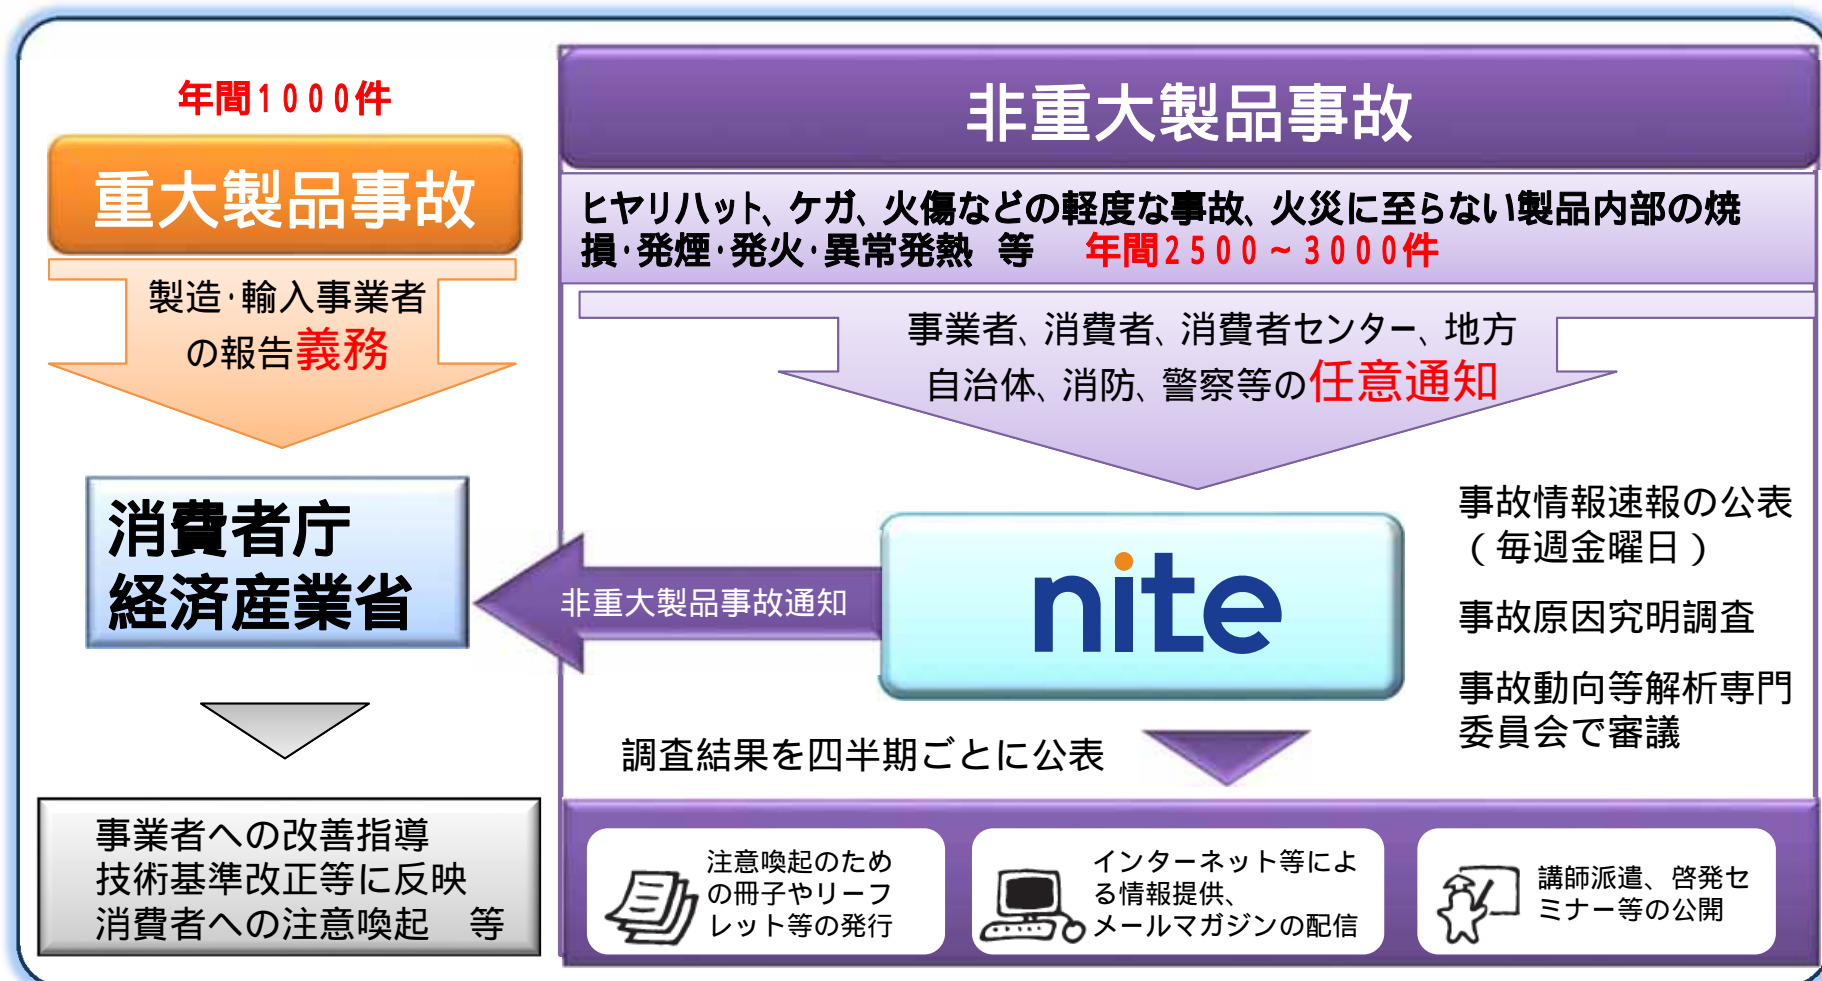 年間1000件
重大製品事故
製造･輸入事業者
の報告義務
消費者庁
経済産業省
事業者への改善指導
技術基準改正等に反映
消費者への注意喚起　等
非重大製品事故
ヒヤリハット、ケガ、火傷などの軽度な事故、火災に至らない製品内部の焼
損･発煙･発火･異常発熱　等　年間2500～3000件
事業者、消費者、消費者センター、地方
自治体、消防、警察等の任意通知
非重大製品事故通知
nite
事故情報速報の公表
（毎週金曜日）
事故原因究明調査
事故動向等解析専門
委員会で審議
調査結果を四半期ごとに公表
注意喚起のため
の冊子やリーフ
レット等の発行
インターネット等によ
る情報提供、
メールマガジンの配信
講師派遣、啓発セ
ミナー等の公開